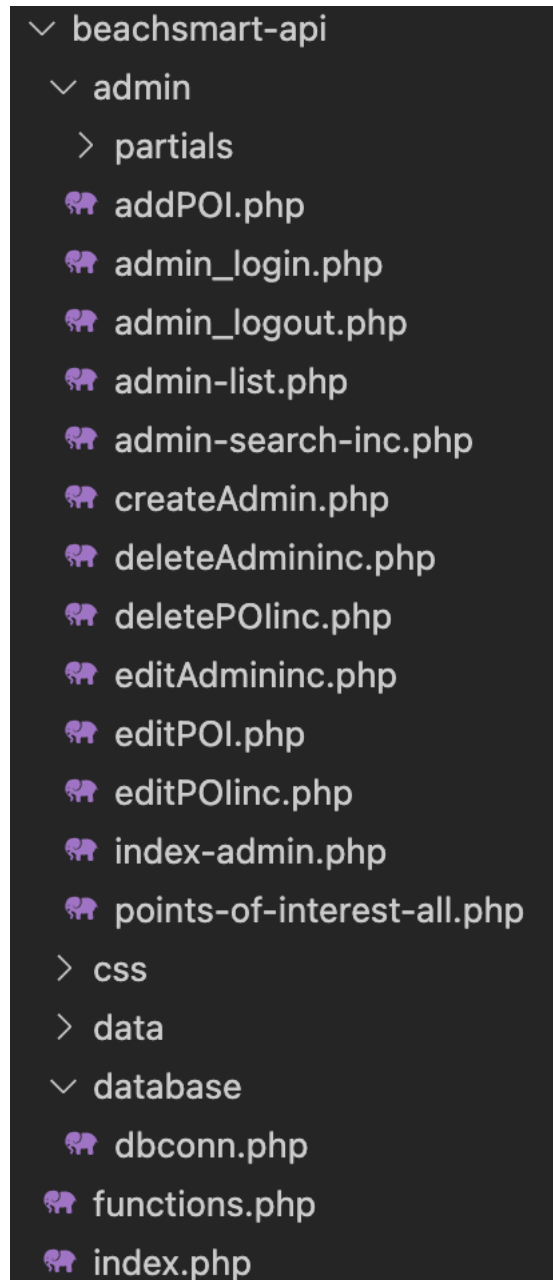 beachsmart-api
admin
partials
addPOI.php
admin_login.php
admin_logout.php
admin-list.php
admin-search-inc.php
createAdmin.php
deleteAdmininc.php
deletePOIinc.php
editAdmininc.php
editPOI.php
editPOIinc.php
index-admin.php
points-of-interest-all.php
css
data
database
dbconn.php
functions.php
index.php